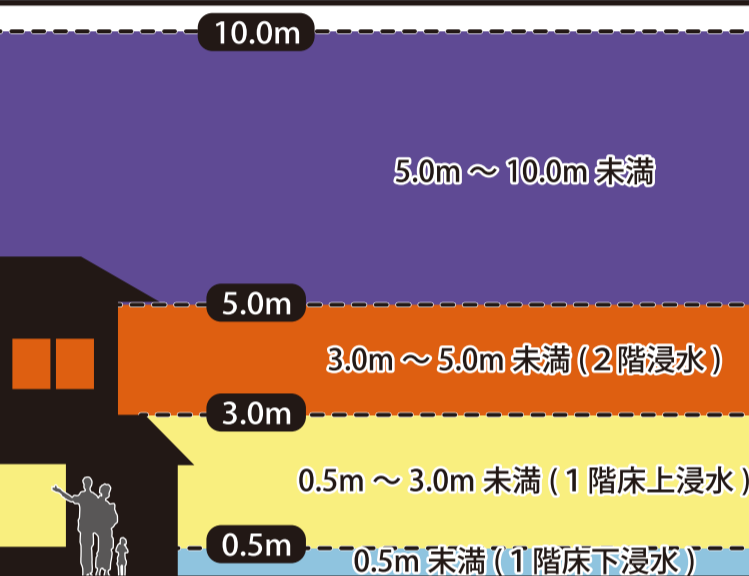 10.0m
5.0m ～ 10.0m 未満
5.0m
3.0m ～ 5.0m 未満 ( 2 階浸水 )
3.0m
0.5m ～ 3.0m 未満 ( 1 階床上浸水 )
0.5m
0.5m 未満 ( 1 階床下浸水 )